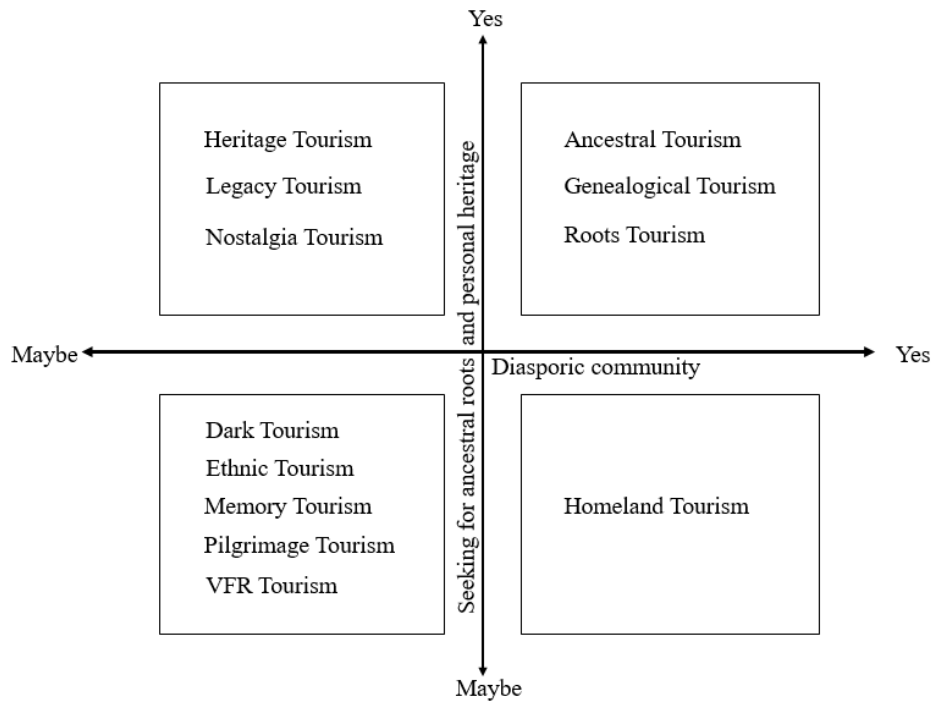 Yes
Heritage Tourism
Legacy Tourism
Nostalgia Tourism
Ancestral Tourism
Genealogical Tourism
Roots Tourism
Seeking for ancestral roots and personal heritage
Maybe
Yes
Diasporic community
Dark Tourism
Ethnic Tourism
Memory Tourism
Pilgrimage Tourism
VFR Tourism
Homeland Tourism
Maybe